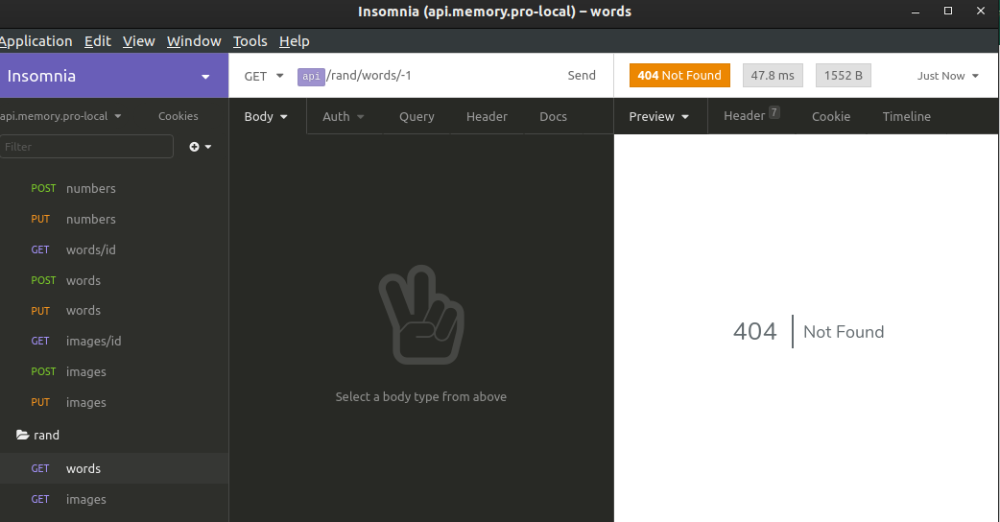 Insomnia (api.memory.pro-local) – words
Application Edit View Window Tools Help
Insomnia
GET api/rand/words/-1 Send
404 Not Found 47.8 ms 1552 B Just Now
api.memory.pro-local Cookies
Body Auth Query Header Docs
Preview Header 7 Cookie Timeline
Filter
POST numbers
PUT numbers
GET words/id
POST words
PUT words
GET images/id
POST images
PUT images
rand
GET words
GET images
Select a body type from above
404 Not Found